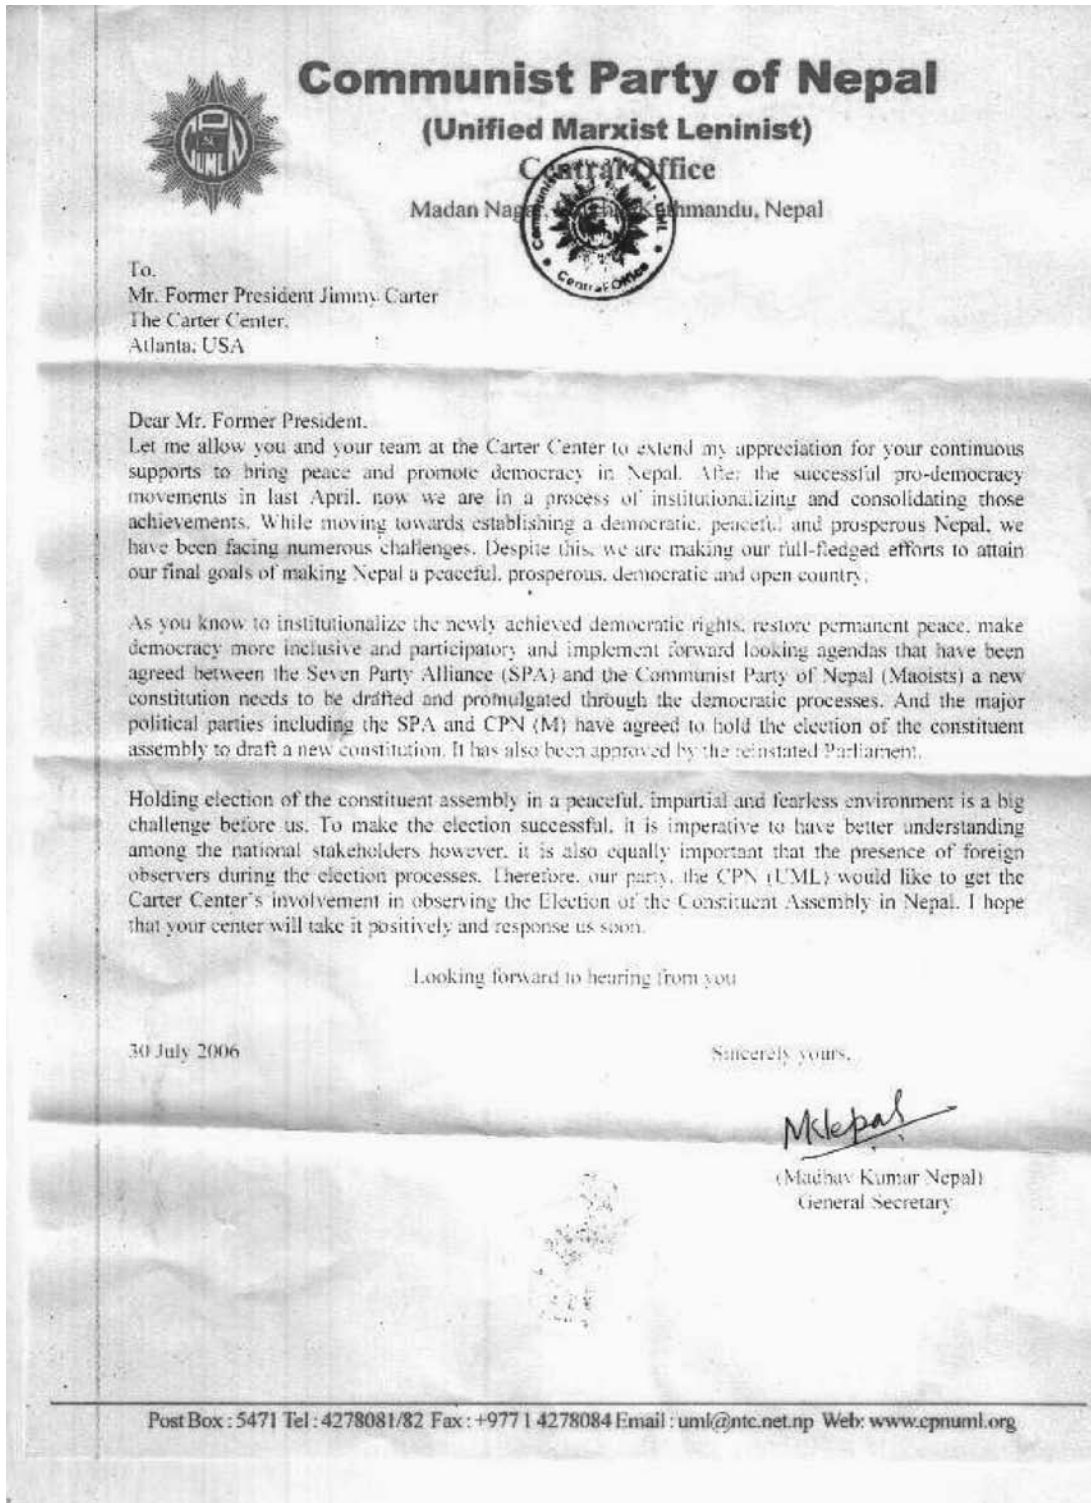 Communist Party of Nepal
(Unified Marxist Leninist)
Central Office
Madan Nagar, Kathmandu, Nepal
CPN
UML
Communist Party of Nepal - UML
Central Office
To,
Mr. Former President Jimmy Carter
The Carter Center,
Atlanta, USA
Dear Mr. Former President,
Let me allow you and your team at the Carter Center to extend my appreciation for your continuous
supports to bring peace and promote democracy in Nepal. After the successful pro-democracy
movements in last April, now we are in a process of institutionalizing and consolidating those
achievements. While moving towards establishing a democratic, peaceful and prosperous Nepal, we
have been facing numerous challenges. Despite this, we are making our full-fledged efforts to attain
our final goals of making Nepal a peaceful, prosperous, democratic and open country.
As you know to institutionalize the newly achieved democratic rights, restore permanent peace, make
democracy more inclusive and participatory and implement forward looking agendas that have been
agreed between the Seven Party Alliance (SPA) and the Communist Party of Nepal (Maoists) a new
constitution needs to be drafted and promulgated through the democratic processes. And the major
political parties including the SPA and CPN (M) have agreed to hold the election of the constituent
assembly to draft a new constitution. It has also been approved by the reinstated Parliament.
Holding election of the constituent assembly in a peaceful, impartial and fearless environment is a big
challenge before us. To make the election successful, it is imperative to have better understanding
among the national stakeholders however, it is also equally important that the presence of foreign
observers during the election processes. Therefore, our party, the CPN (UML) would like to get the
Carter Center's involvement in observing the Election of the Constituent Assembly in Nepal. I hope
that your center will take it positively and response us soon.
Looking forward to hearing from you
30 July 2006
Sincerely yours,
MKNepal
(Madhav Kumar Nepal)
General Secretary
Post Box : 5471 Tel : 4278081/82 Fax : +977 1 4278084 Email : uml@ntc.net.np Web: www.cpnuml.org